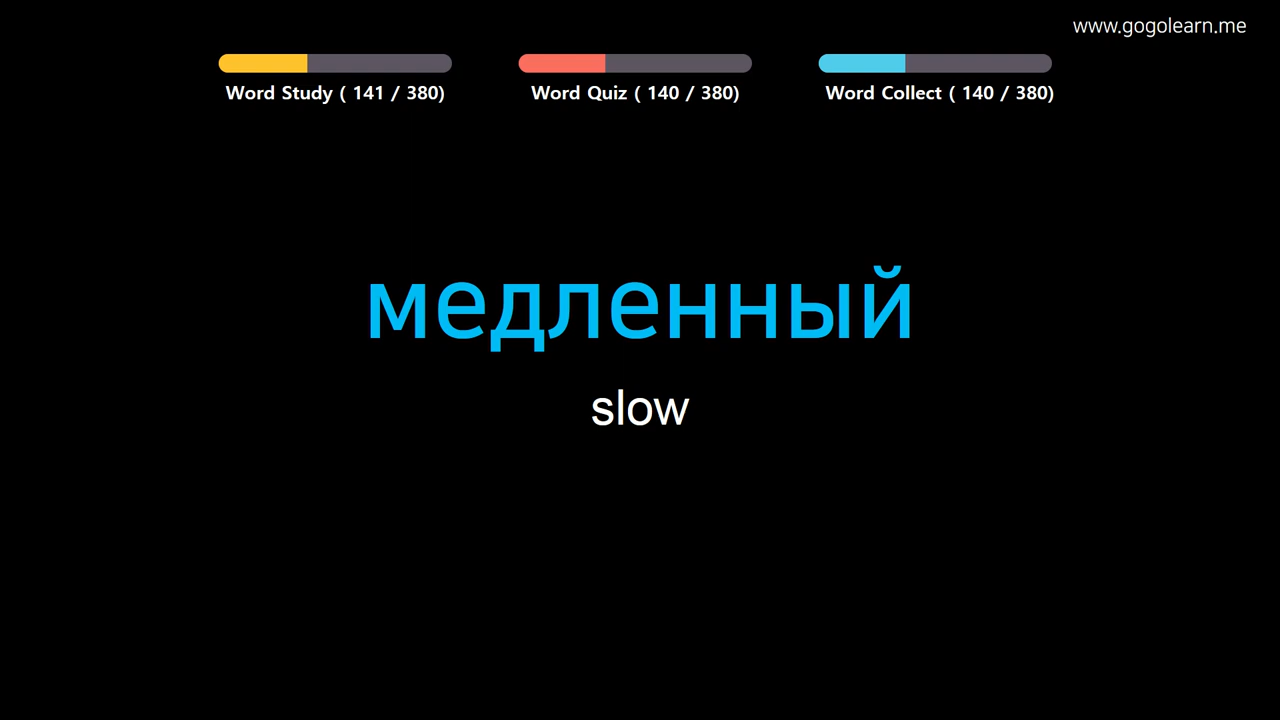 www.gogolearn.me
Word Study ( 141 / 380)
Word Quiz ( 140 / 380)
Word Collect ( 140 / 380)
медленный
slow